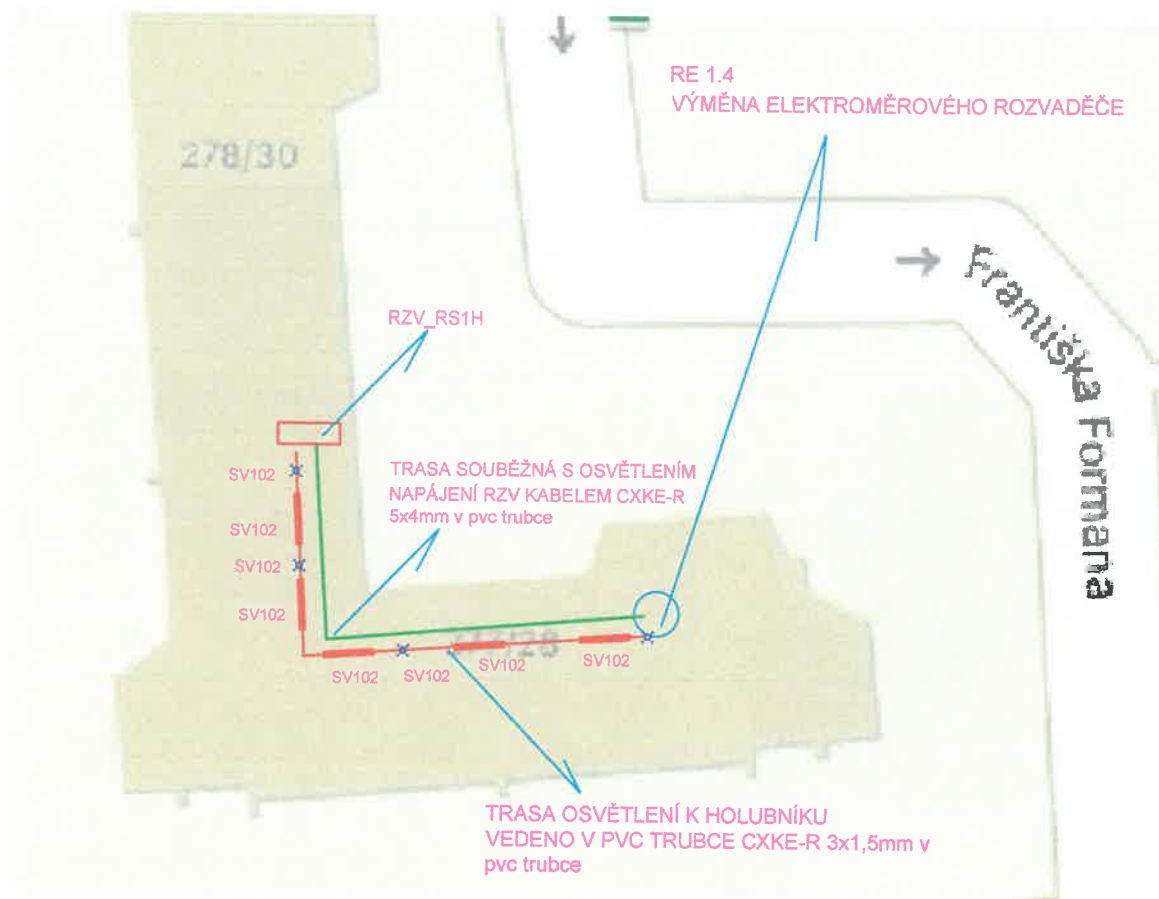 RE 1.4
VÝMĚNA ELEKTROMĚROVÉHO ROZVADĚČE
278/30
Františka Formana
RZV_RS1H
TRASA SOUBĚŽNÁ S OSVĚTLENÍM
NAPÁJENÍ RZV KABELEM CXKE-R
5x4mm v pvc trubce
SV102
SV102
SV102
SV102
SV102
SV102
SV102
SV102
TRASA OSVĚTLENÍ K HOLUBNÍKU
VEDENO V PVC TRUBCE CXKE-R 3x1,5mm v
pvc trubce